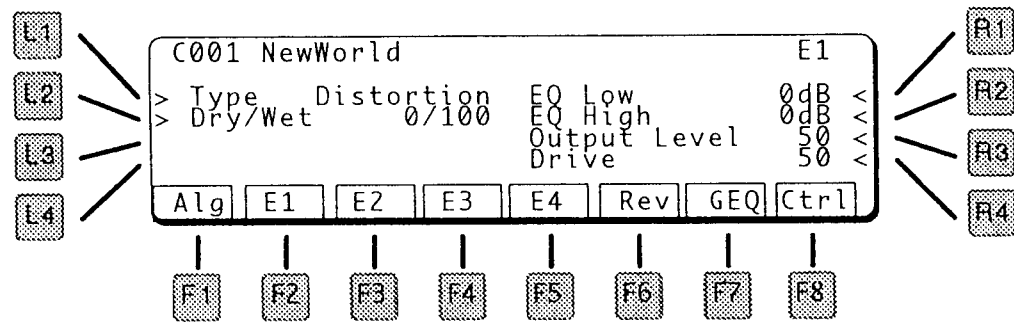 L1
L2
L3
L4
C001 NewWorld E1
> Type Distortion EQ Low 0dB <
> Dry/Wet 0/100 EQ High 0dB <
Output Level 50 <
Drive 50 <
Alg E1 E2 E3 E4 Rev GEQ Ctrl
R1
R2
R3
R4
F1 F2 F3 F4 F5 F6 F7 F8